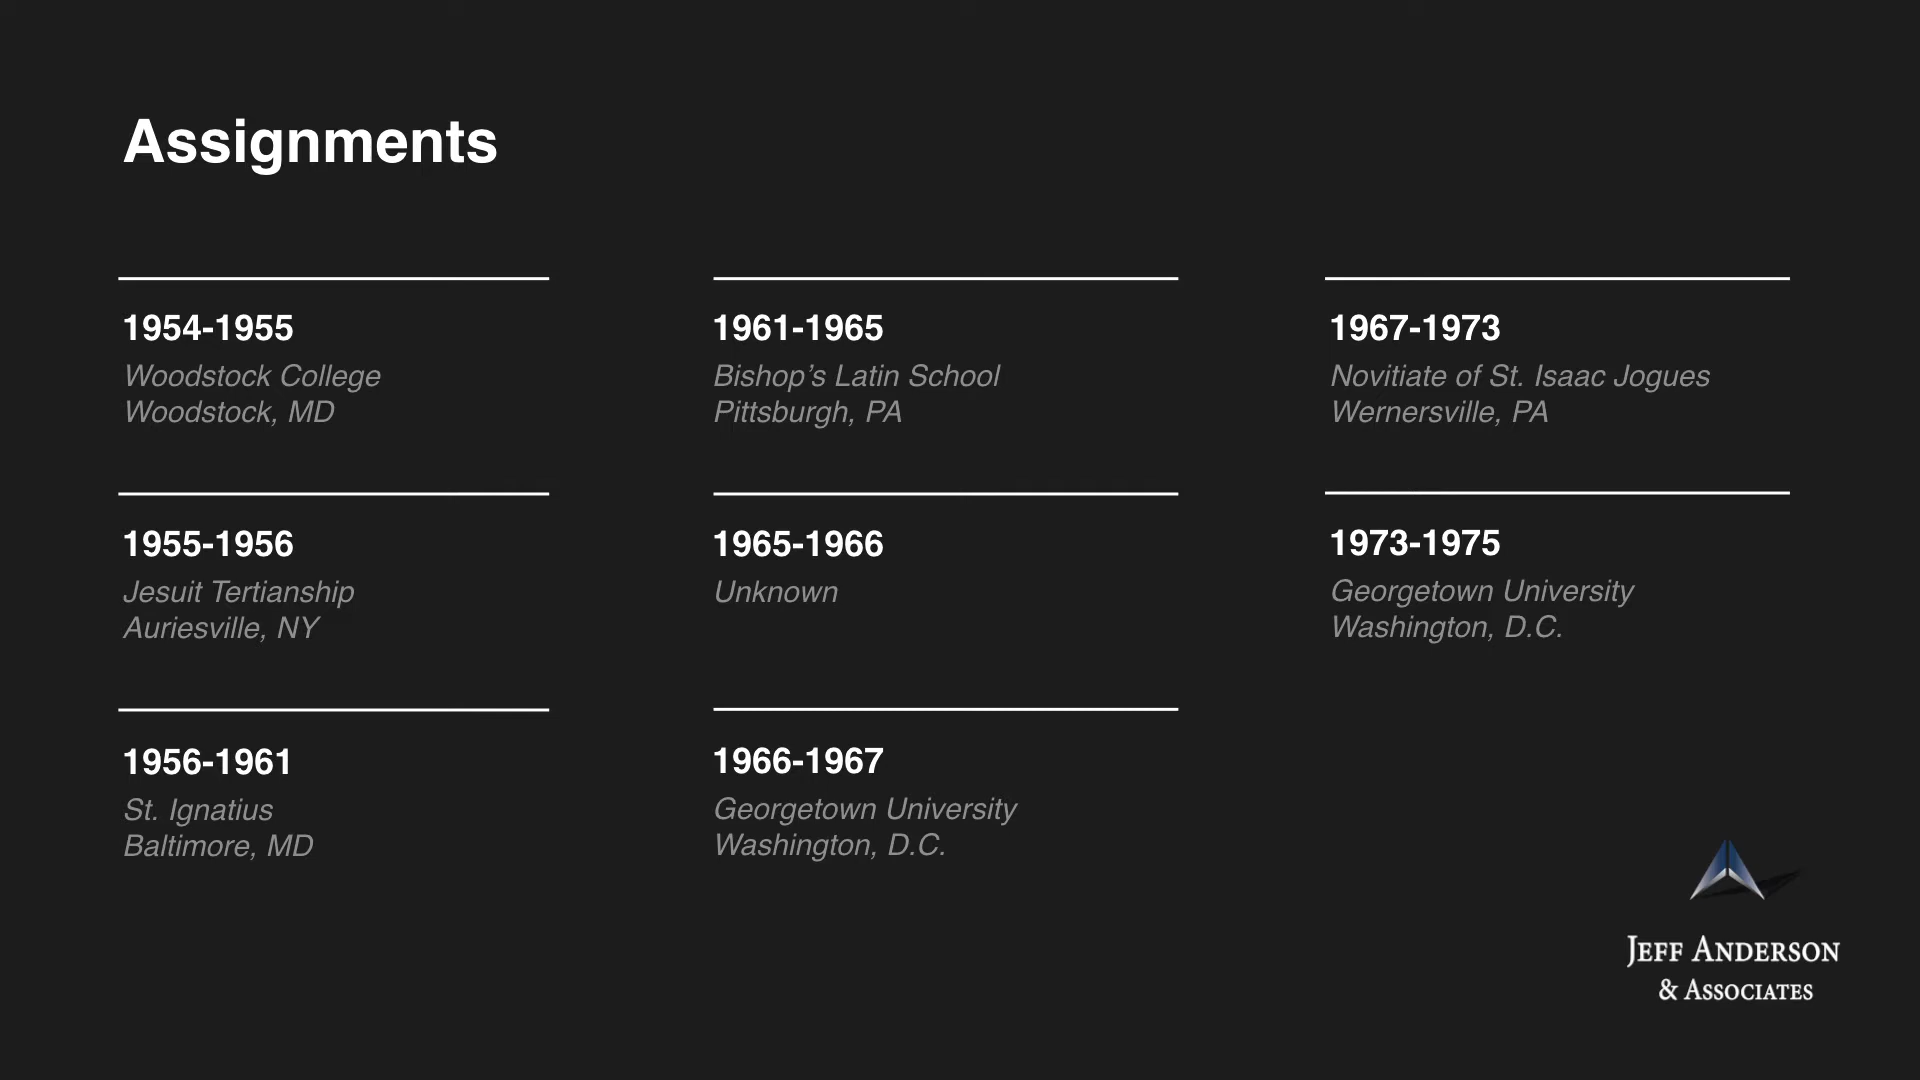 Assignments
1954-1955
Woodstock College
Woodstock, MD
1955-1956
Jesuit Tertianship
Auriesville, NY
1956-1961
St. Ignatius
Baltimore, MD
1961-1965
Bishop’s Latin School
Pittsburgh, PA
1965-1966
Unknown
1966-1967
Georgetown University
Washington, D.C.
1967-1973
Novitiate of St. Isaac Jogues
Wernersville, PA
1973-1975
Georgetown University
Washington, D.C.
JEFF ANDERSON
& ASSOCIATES